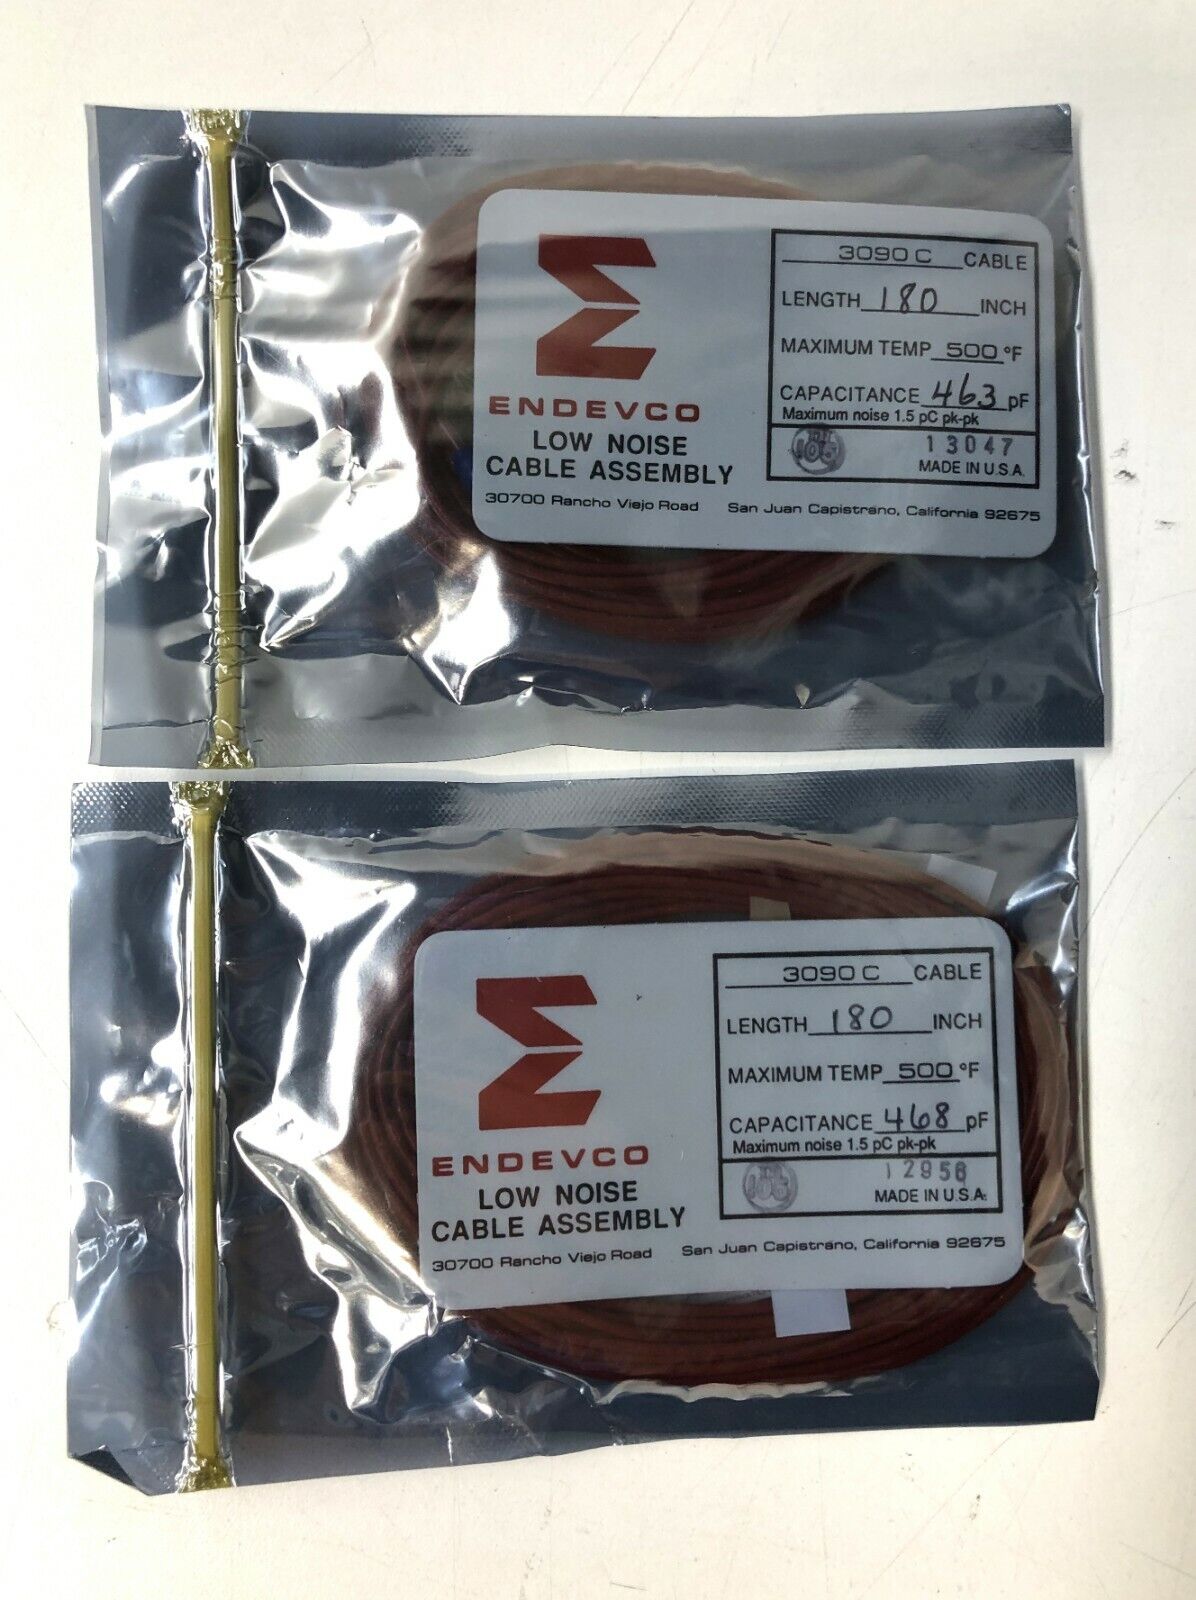 3090 C CABLE
LENGTH 180 INCH
MAXIMUM TEMP 500 °F
CAPACITANCE 463 pF
Maximum noise 1.5 pC pk-pk
13047
MADE IN U.S.A.
ENDEVCO
LOW NOISE
CABLE ASSEMBLY
30700 Rancho Viejo Road San Juan Capistrano, California 92675
3090 C CABLE
LENGTH 180 INCH
MAXIMUM TEMP 500 °F
CAPACITANCE 468 pF
Maximum noise 1.5 pC pk-pk
MADE IN U.S.A.
ENDEVCO
LOW NOISE
CABLE ASSEMBLY
30700 Rancho Viejo Road San Juan Capistrano, California 92675